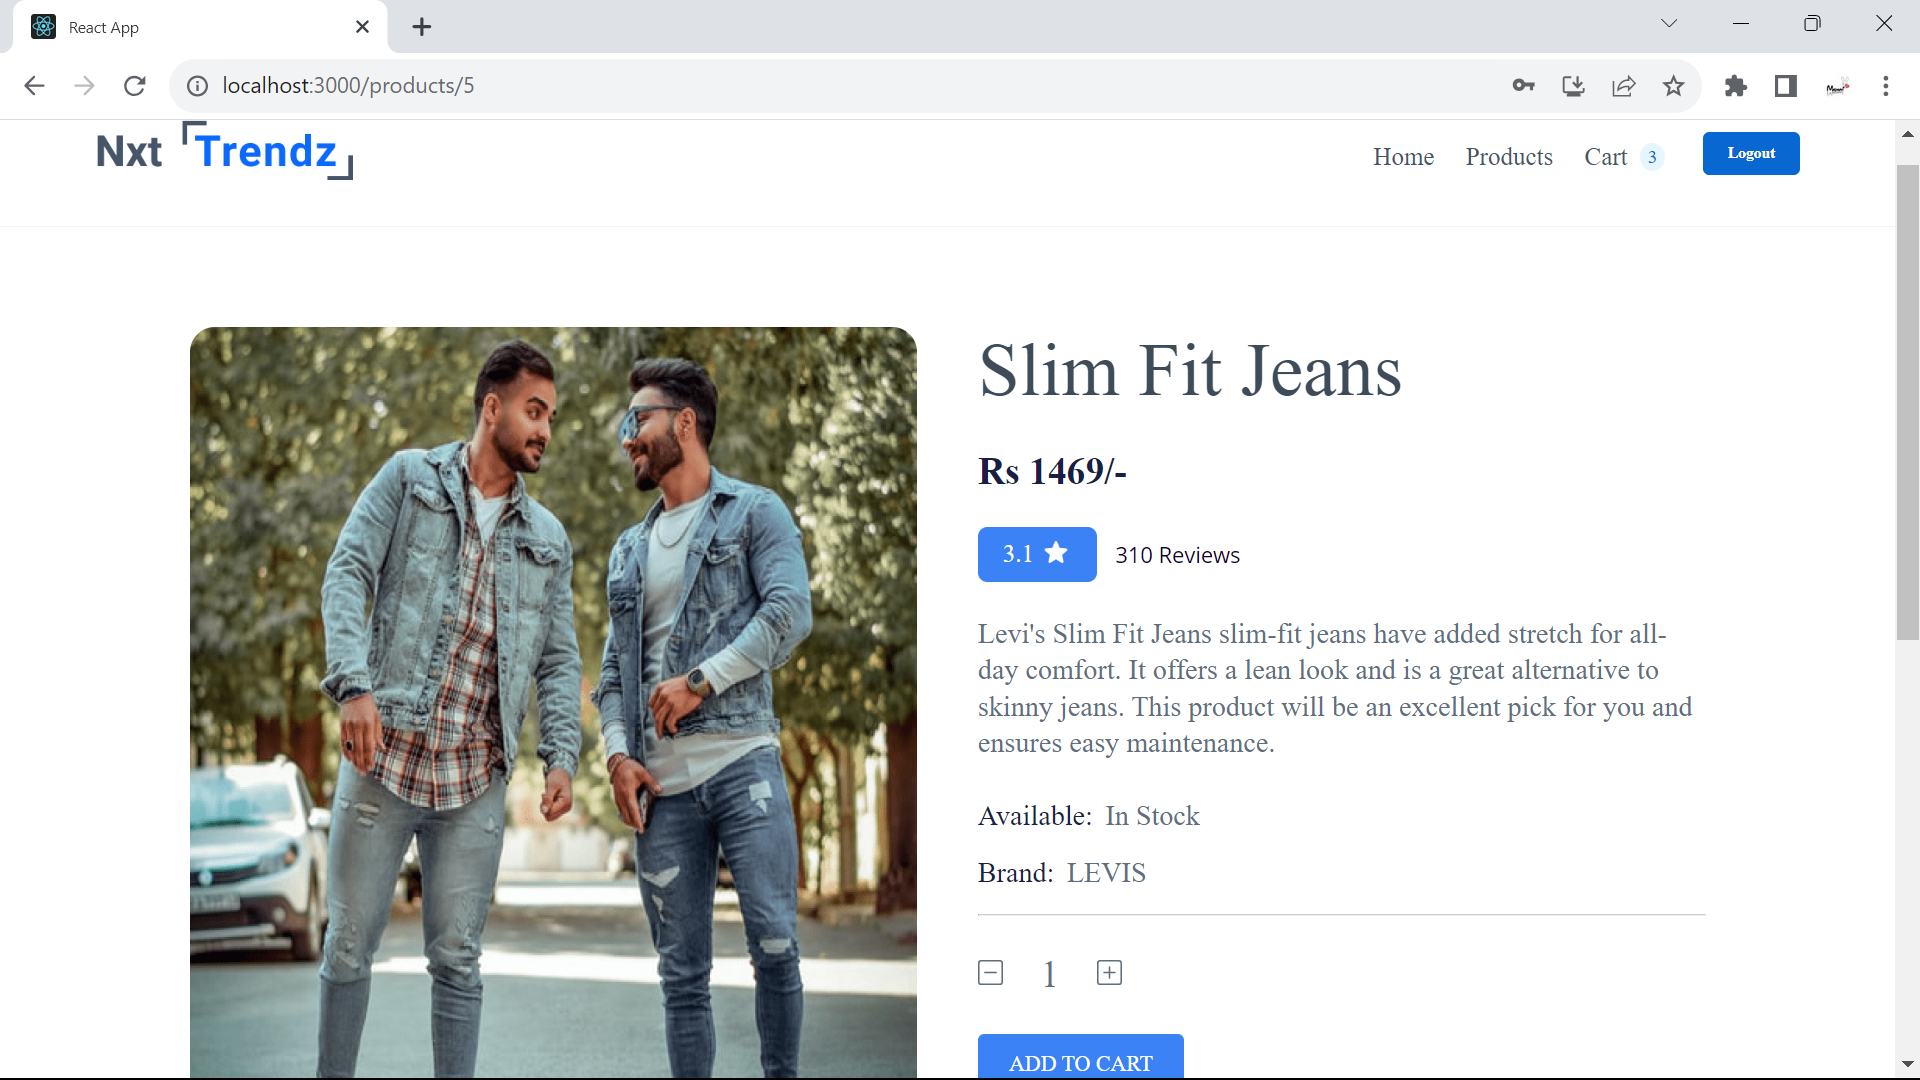 React App
localhost:3000/products/5
Nxt Trendz
Home Products Cart 3 Logout
Slim Fit Jeans
Rs 1469/-
3.1 310 Reviews
Levi's Slim Fit Jeans slim-fit jeans have added stretch for all-
day comfort. It offers a lean look and is a great alternative to
skinny jeans. This product will be an excellent pick for you and
ensures easy maintenance.
Available: In Stock
Brand: LEVIS
1
ADD TO CART